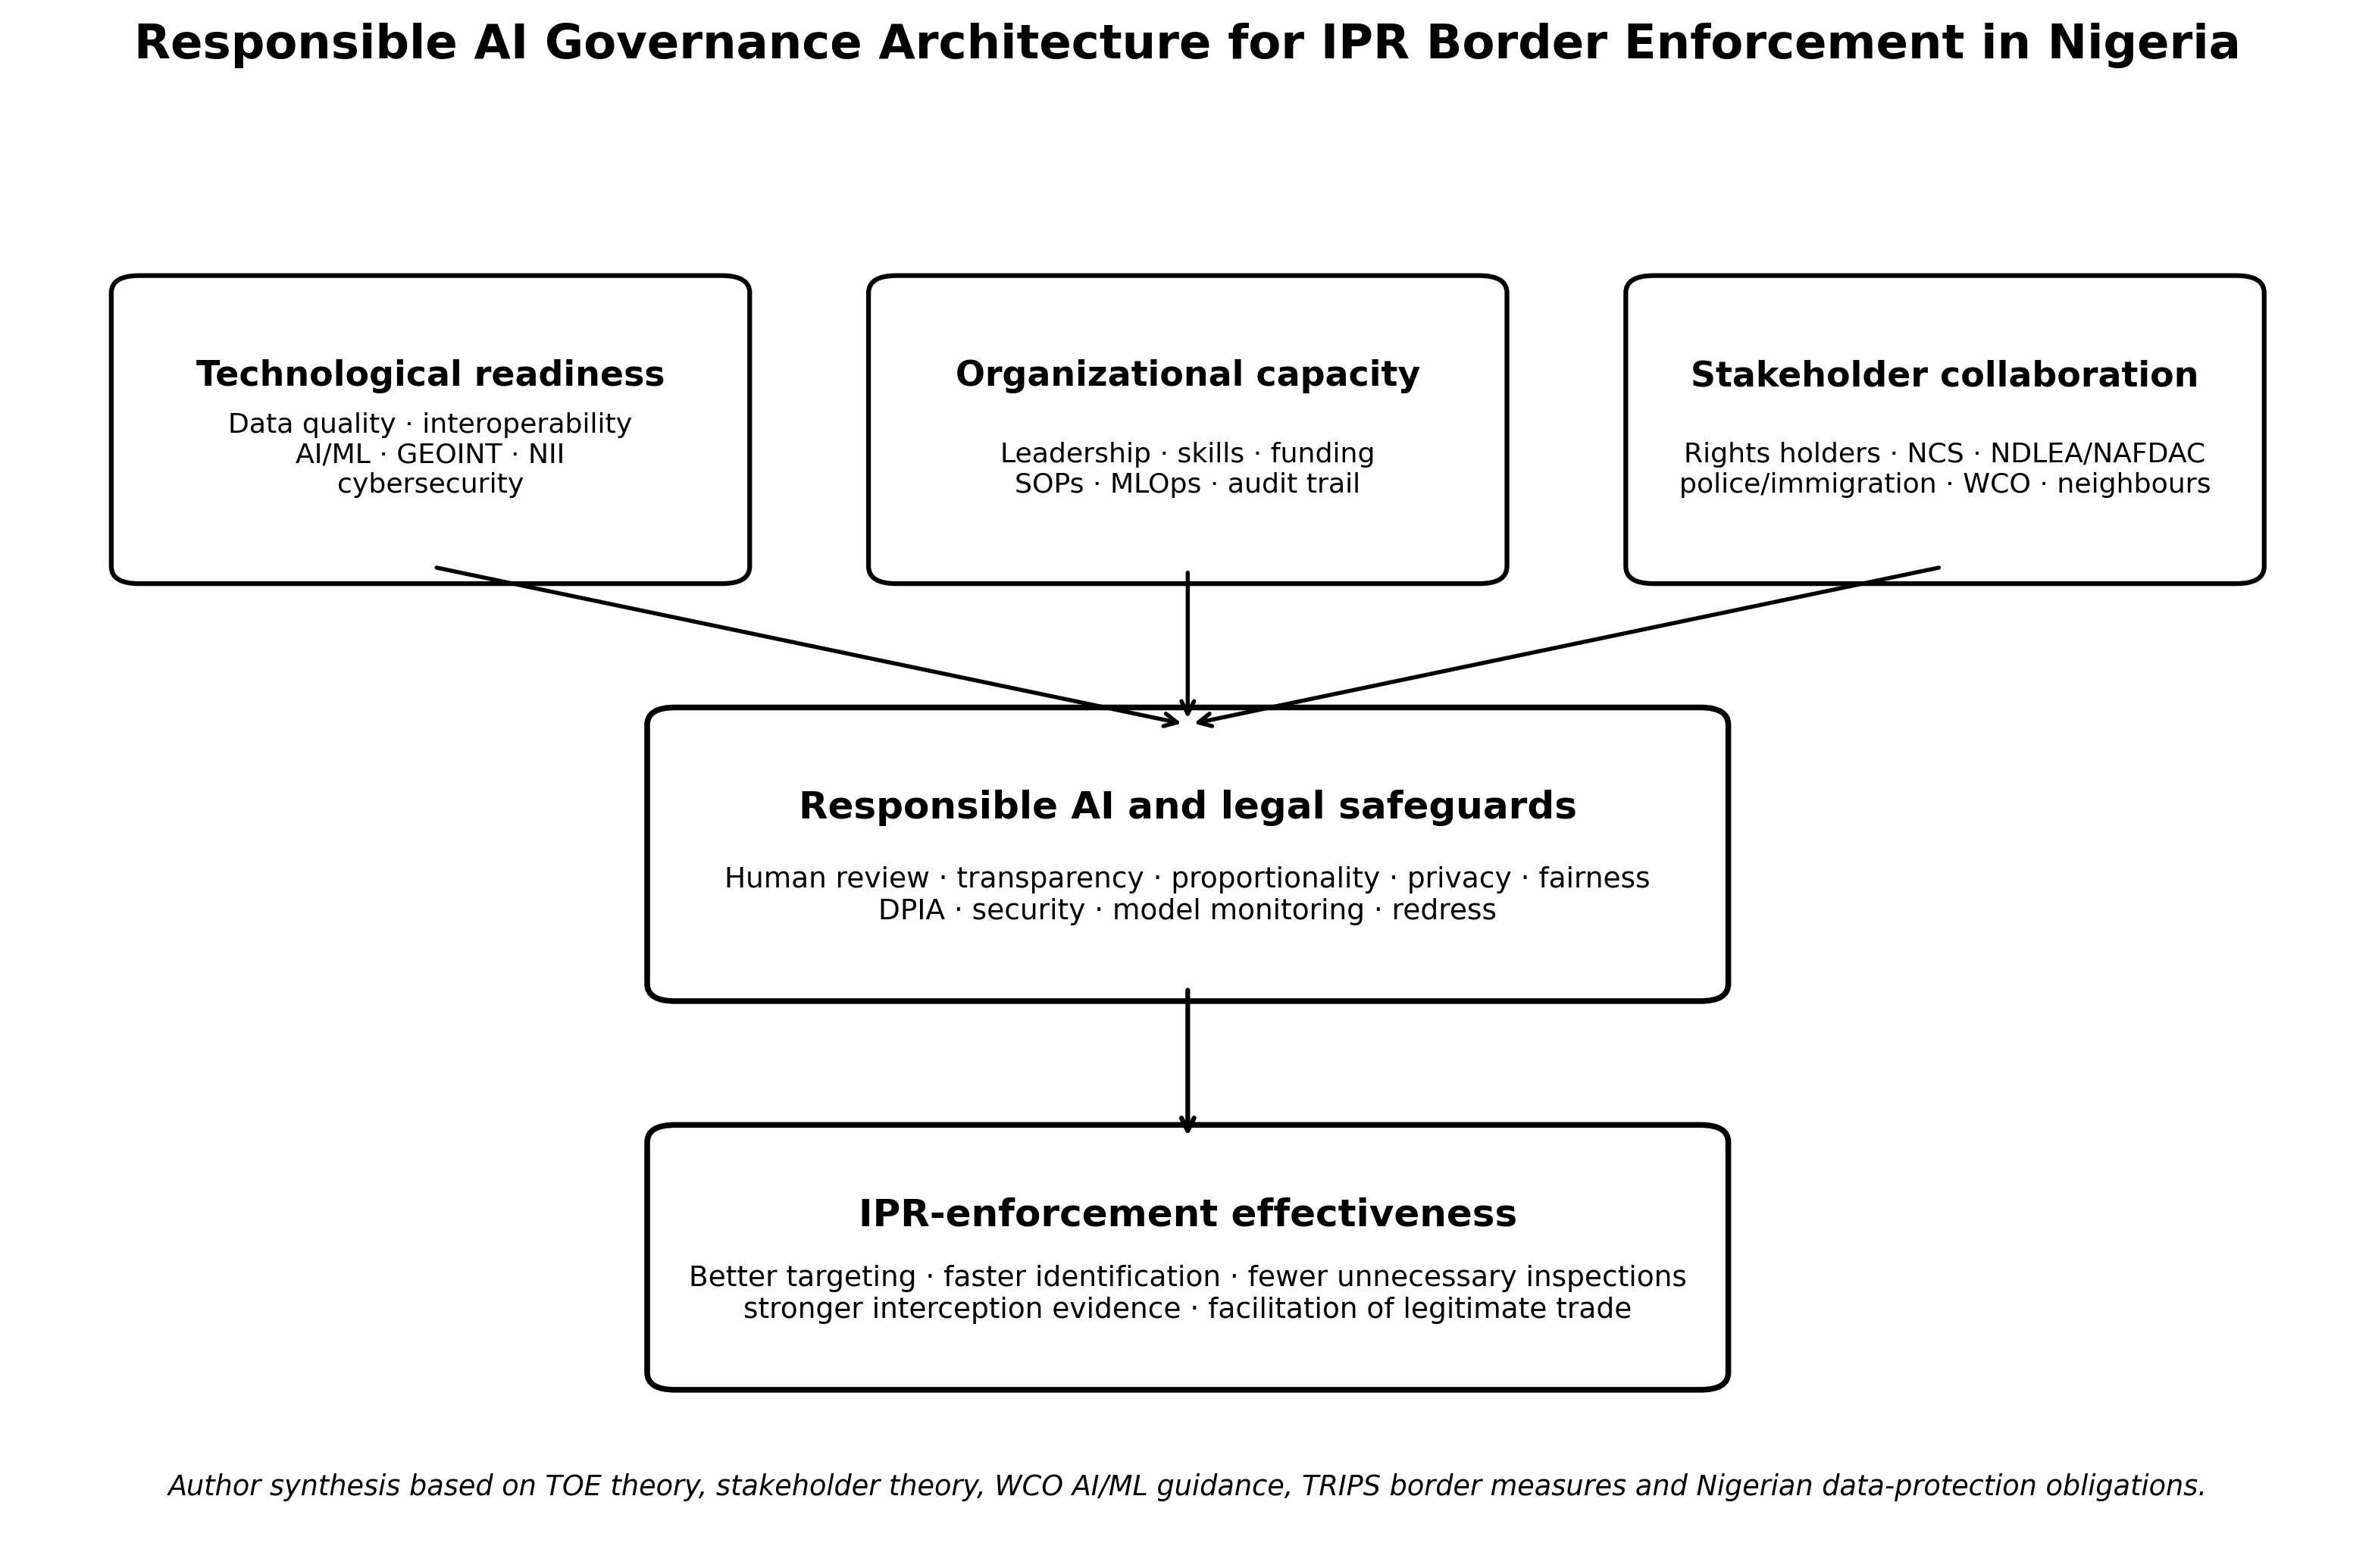 Responsible AI Governance Architecture for IPR Border Enforcement in Nigeria
Technological readiness
Data quality · interoperability
AI/ML · GEOINT · NII
cybersecurity
Organizational capacity
Leadership · skills · funding
SOPs · MLOps · audit trail
Stakeholder collaboration
Rights holders · NCS · NDLEA/NAFDAC
police/immigration · WCO · neighbours
Responsible AI and legal safeguards
Human review · transparency · proportionality · privacy · fairness
DPIA · security · model monitoring · redress
IPR-enforcement effectiveness
Better targeting · faster identification · fewer unnecessary inspections
stronger interception evidence · facilitation of legitimate trade
Author synthesis based on TOE theory, stakeholder theory, WCO AI/ML guidance, TRIPS border measures and Nigerian data-protection obligations.